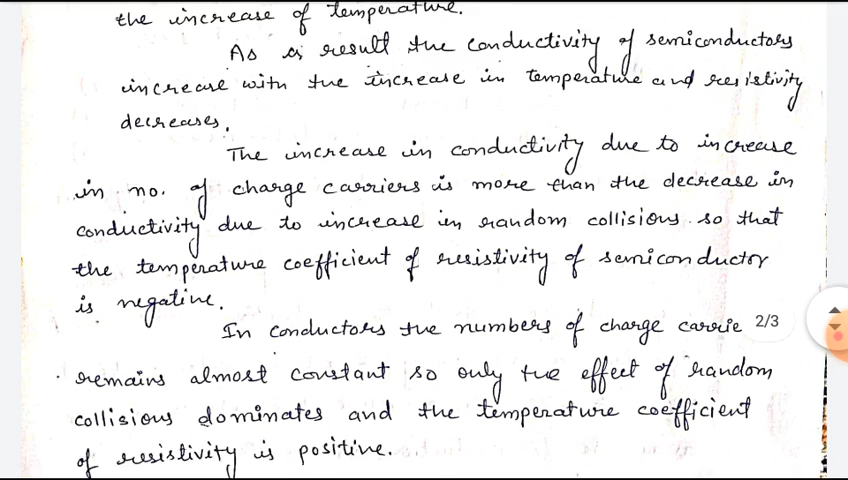 the increase of temperature.
As a result the conductivity of semiconductors
increase with the increase in temperature and resistivity
decreases.
The increase in conductivity due to increase
in no. of charge carriers is more than the decrease in
conductivity due to increase in random collisions so that
the temperature coefficient of resistivity of semiconductor
is negative.
In conductors the numbers of charge carrie
2/3
remains almost constant so only the effect of random
collisions dominates and the temperature coefficient
of resistivity is positive.